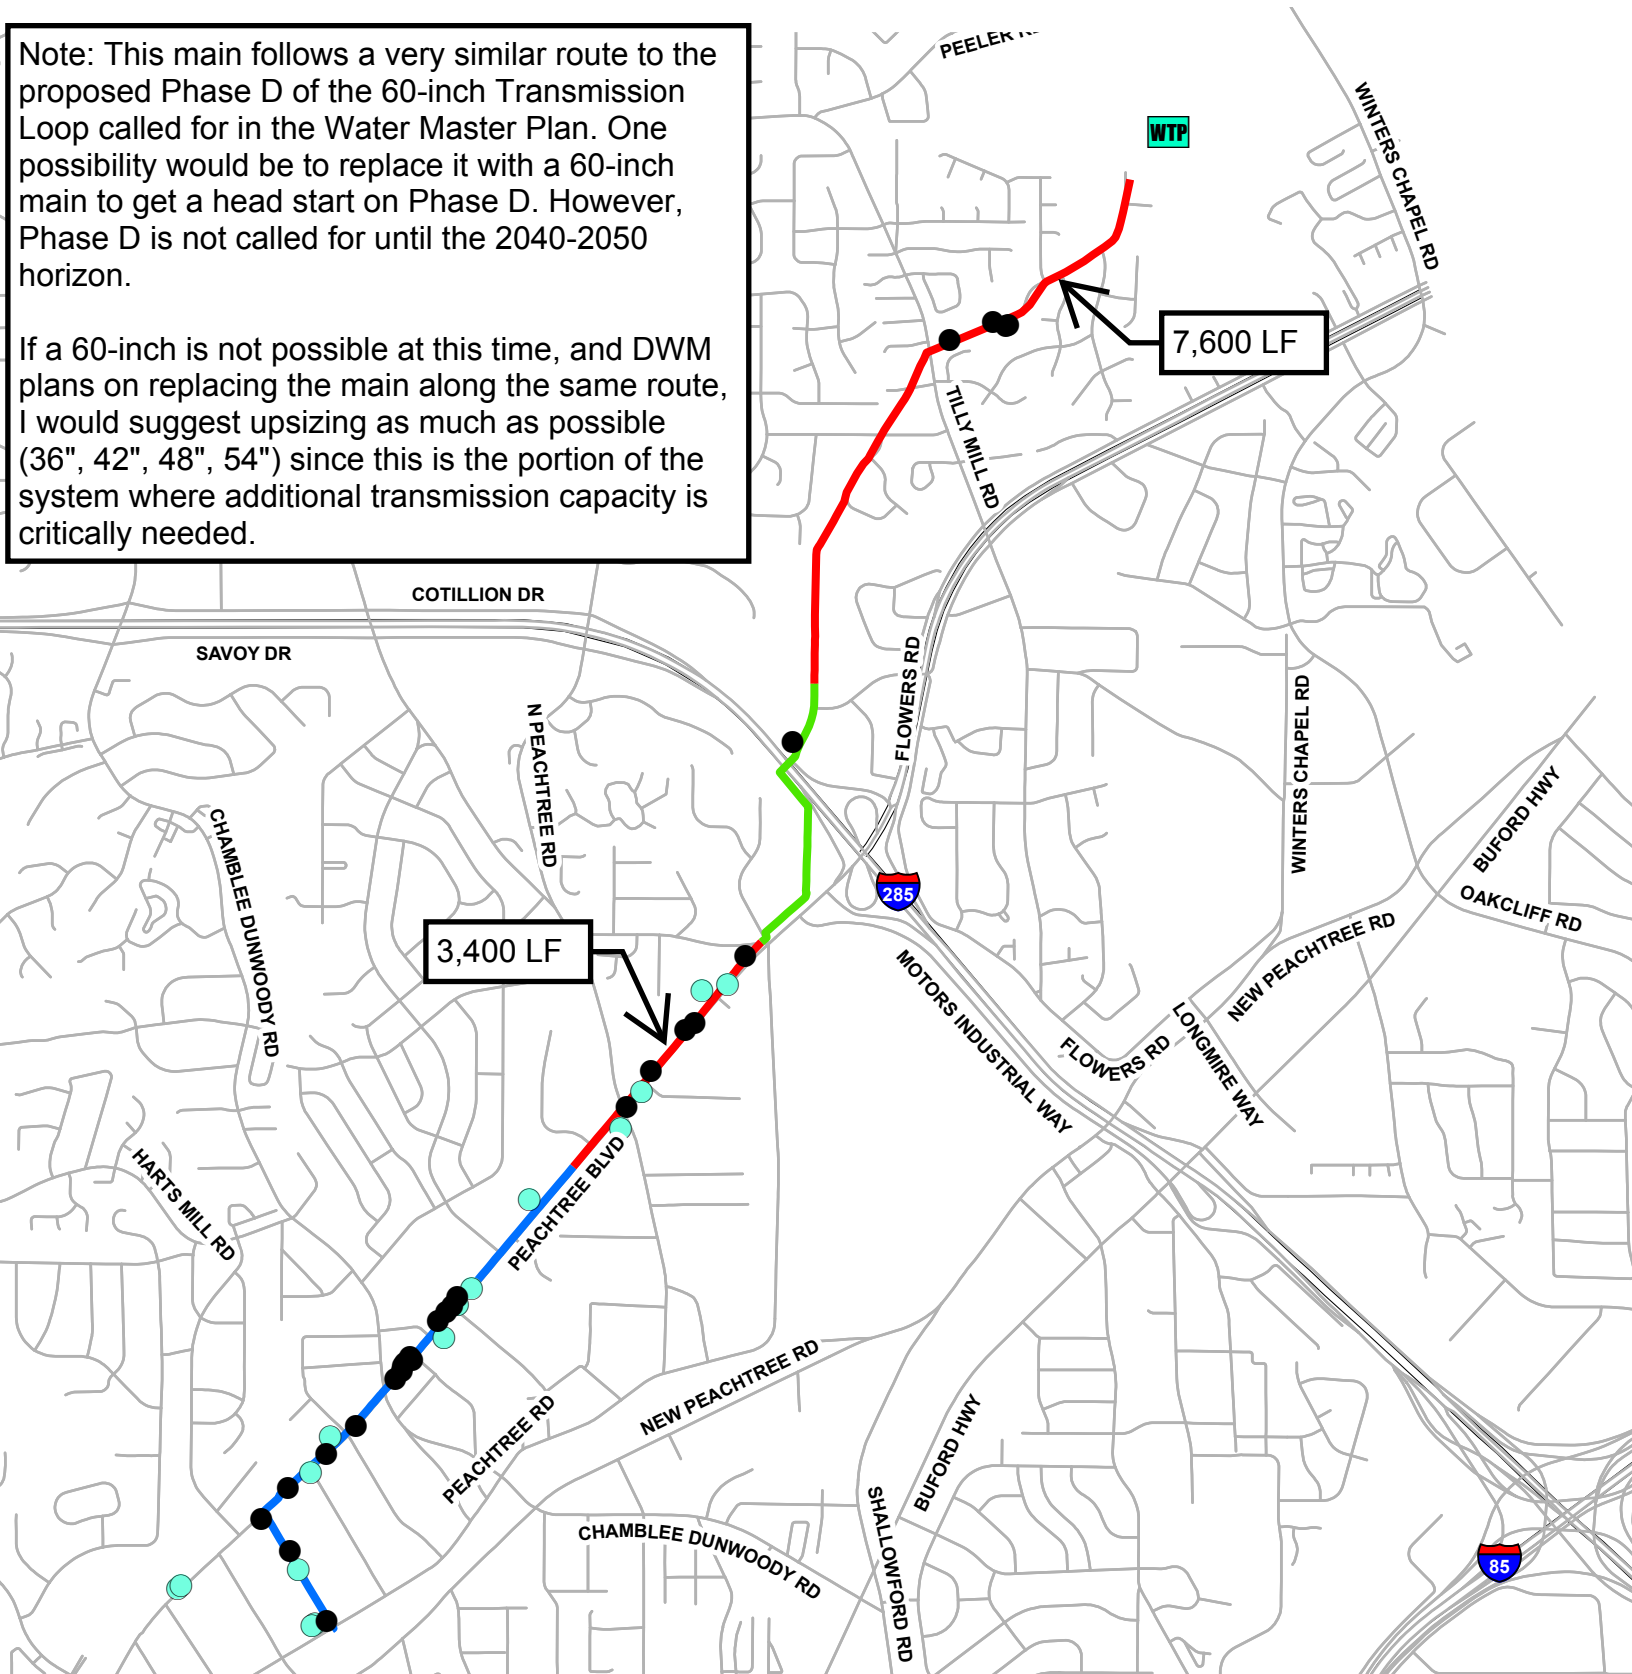 Note: This main follows a very similar route to the
proposed Phase D of the 60-inch Transmission
Loop called for in the Water Master Plan. One
possibility would be to replace it with a 60-inch
main to get a head start on Phase D. However,
Phase D is not called for until the 2040-2050
horizon.
If a 60-inch is not possible at this time, and DWM
plans on replacing the main along the same route,
I would suggest upsizing as much as possible
(36", 42", 48", 54") since this is the portion of the
system where additional transmission capacity is
critically needed.
PEELER
WINTERS CHAPEL RD
WTP
7,600 LF
TILLY MILL RD
COTILLION DR
SAVOY DR
FLOWERS RD
N PEACHTREE RD
WINTERS CHAPEL RD
BUFORD HWY
OAKCLIFF RD
CHAMBLEE DUNWOODY RD
285
3,400 LF
NEW PEACHTREE RD
MOTORS INDUSTRIAL WAY
FLOWERS RD
LONGMIRE WAY
HARTS MILL RD
PEACHTREE BLVD
NEW PEACHTREE RD
PEACHTREE RD
BUFORD HWY
SHALLOWFORD RD
CHAMBLEE DUNWOODY RD
85